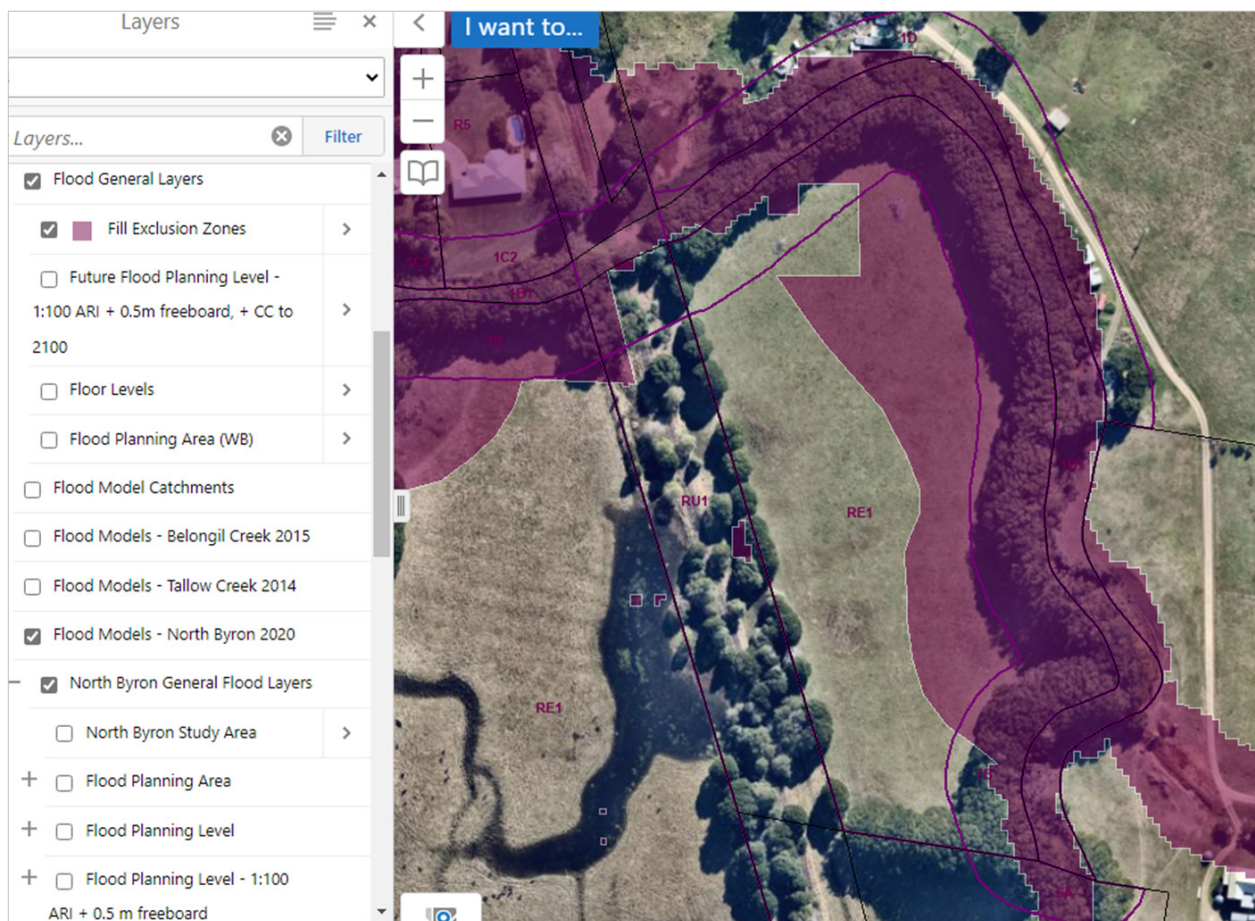 Layers
I want to...
Layers...
Filter
Flood General Layers
Fill Exclusion Zones
Future Flood Planning Level -
1:100 ARI + 0.5m freeboard, + CC to
2100
Floor Levels
Flood Planning Area (WB)
Flood Model Catchments
Flood Models - Belongil Creek 2015
Flood Models - Tallow Creek 2014
Flood Models - North Byron 2020
North Byron General Flood Layers
North Byron Study Area
Flood Planning Area
Flood Planning Level
Flood Planning Level - 1:100
ARI + 0.5 m freeboard
1D
R5
1C2
RU1
RE1
RE1